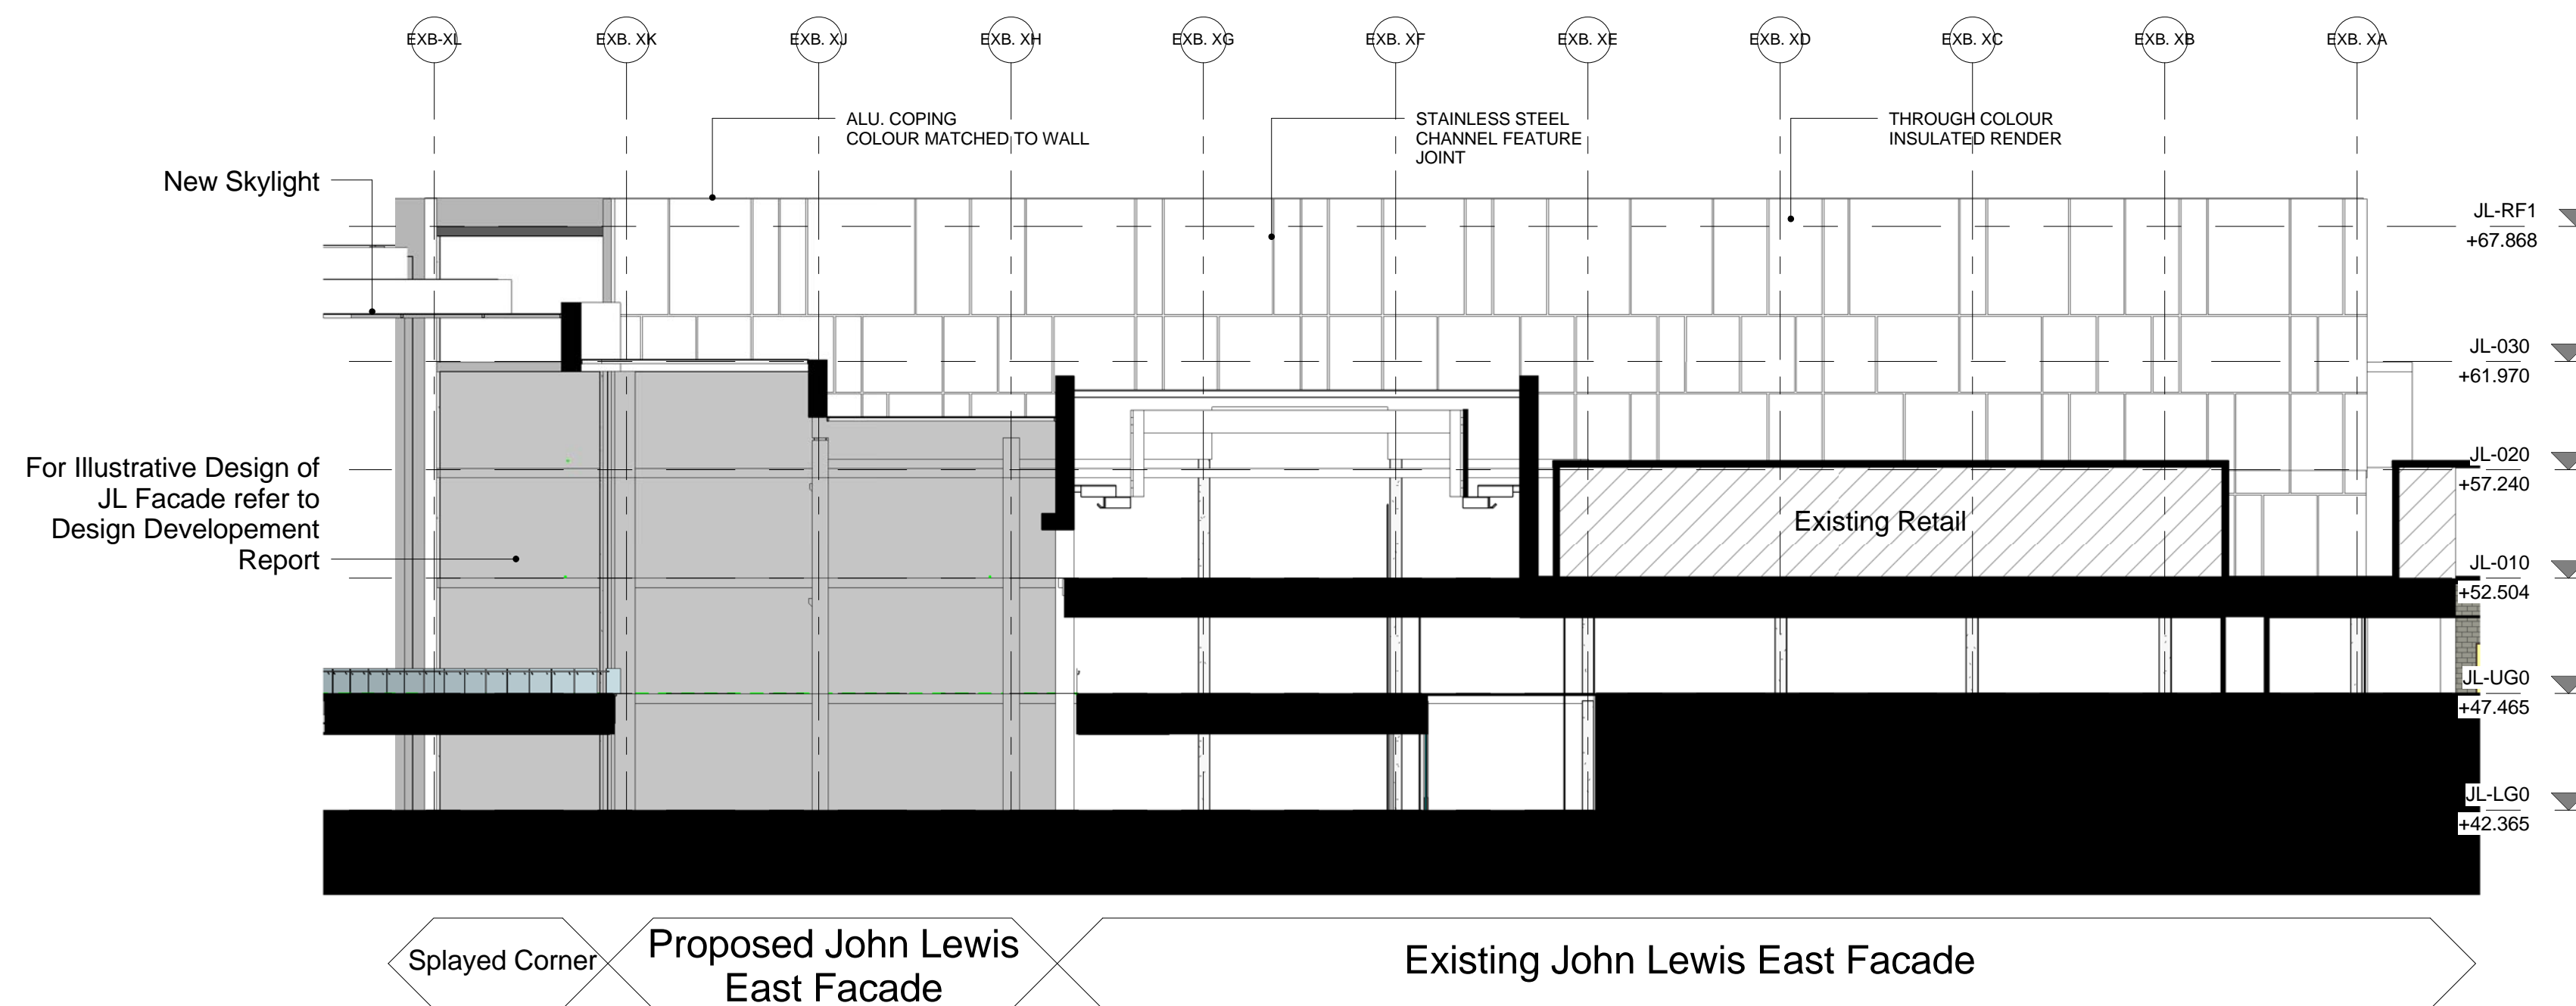 EXB-XL
EXB. XK
EXB. XJ
EXB. XH
EXB. XG
EXB. XF
EXB. XE
EXB. XD
EXB. XC
EXB. XB
EXB. XA
ALU. COPING
COLOUR MATCHED TO WALL
STAINLESS STEEL
CHANNEL FEATURE
JOINT
THROUGH COLOUR
INSULATED RENDER
New Skylight
JL-RF1
+67.868
JL-030
+61.970
For Illustrative Design of
JL Facade refer to
Design Developement
Report
JL-020
+57.240
Existing Retail
JL-010
+52.504
JL-UG0
+47.465
JL-LG0
+42.365
Splayed Corner
Proposed John Lewis
East Facade
Existing John Lewis East Facade